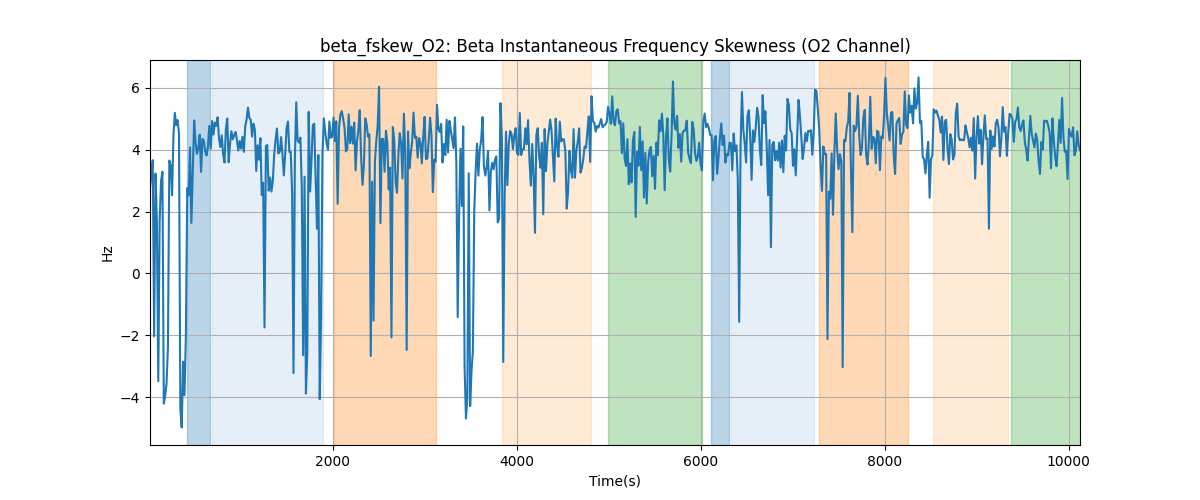 beta_fskew_O2: Beta Instantaneous Frequency Skewness (O2 Channel)
6
4
2
0
−2
−4
Hz
2000 4000 6000 8000 10000
Time(s)